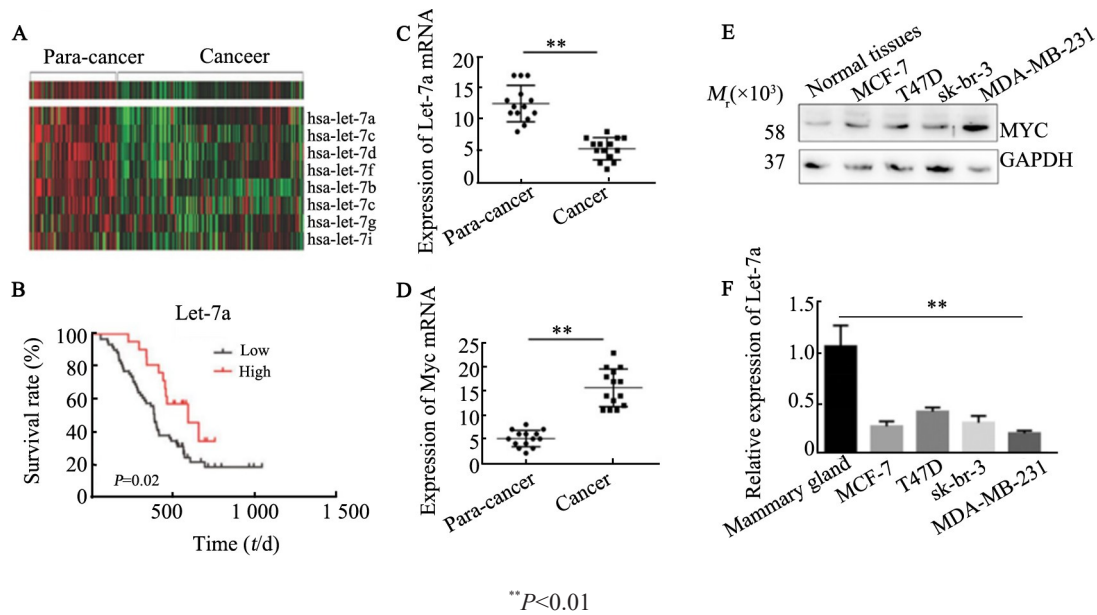 A
Para-cancer
Canceer
hsa-let-7a
hsa-let-7c
hsa-let-7d
hsa-let-7f
hsa-let-7b
hsa-let-7c
hsa-let-7g
hsa-let-7i
B
Let-7a
Survival rate (%)
100
80
60
40
20
0
Low
High
P=0.02
500
1 000
1 500
Time (t/d)
C
Expression of Let-7a mRNA
20
15
10
5
0
**
Para-cancer
Cancer
D
Expression of Myc mRNA
25
20
15
10
5
0
**
Para-cancer
Cancer
E
Normal tissues
MCF-7
T47D
sk-br-3
MDA-MB-231
Mr(×10³)
58
37
MYC
GAPDH
F
Relative expression of Let-7a
1.5
1.0
0.5
0
**
Mammary gland
MCF-7
T47D
sk-br-3
MDA-MB-231
**P<0.01